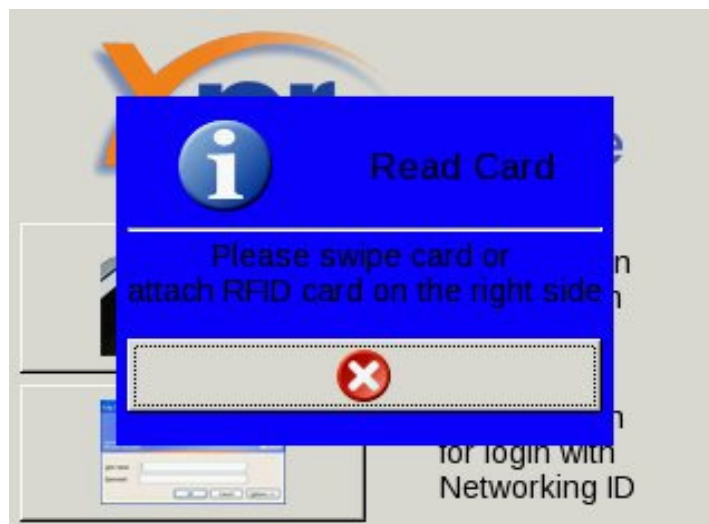 Read Card
Please swipe card or
attach RFID card on the right side
for login with
Networking ID